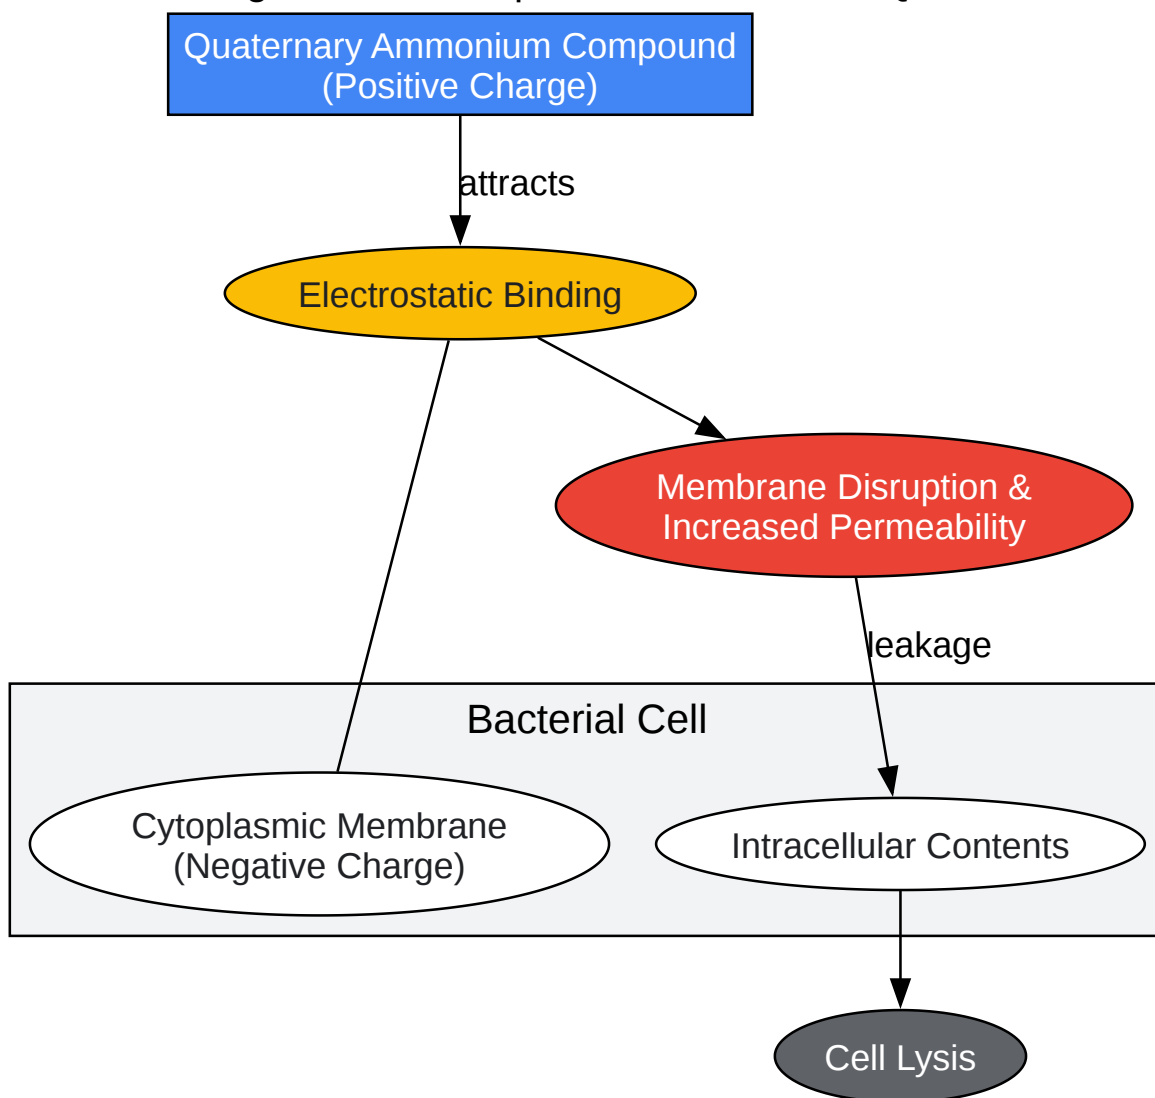 Quaternary Ammonium Compound
(Positive Charge)
attracts
Electrostatic Binding
Membrane Disruption &
Increased Permeability
leakage
Bacterial Cell
Cytoplasmic Membrane
(Negative Charge)
Intracellular Contents
Cell Lysis